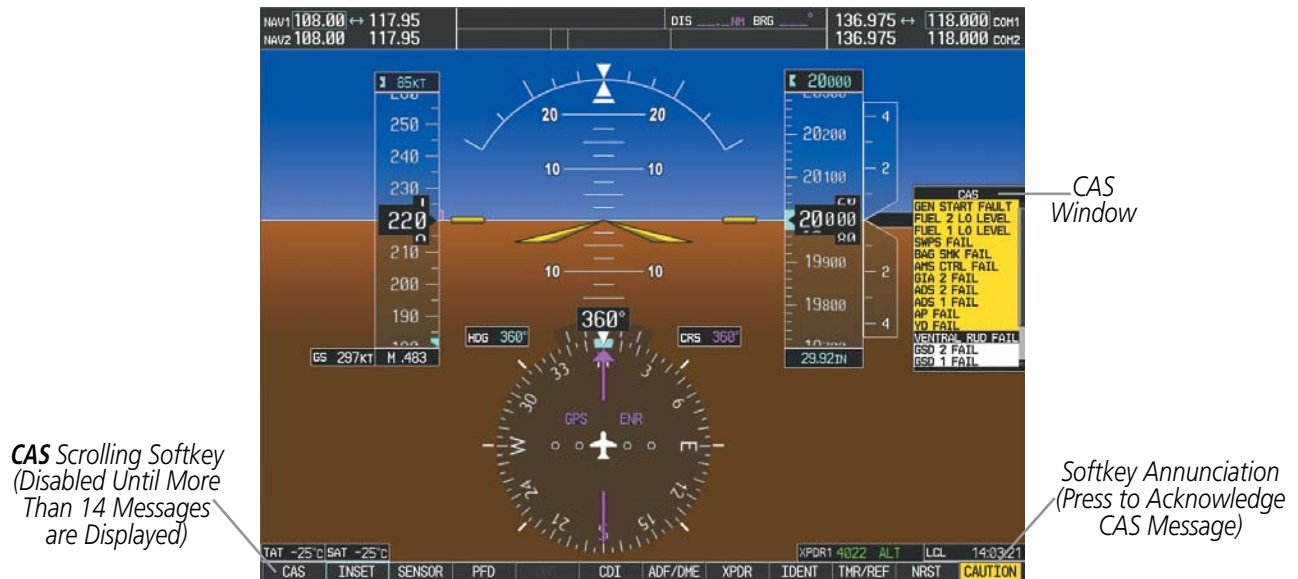 NAV1 108.00 ↔ 117.95
DIS __._NM BRG ___°
136.975 ↔ 118.000 COM1
NAV2 108.00 117.95
136.975 118.000 COM2
85KT
20000
250
240
230
220
210
200
190
GS 297KT M .483
20 20
10 10
10 10
20200
20100
20000
20
80
19900
19800
29.92IN
4
2
2
4
CAS
GEN START FAULT
FUEL 2 LO LEVEL
FUEL 1 LO LEVEL
SWPS FAIL
BAG SMK FAIL
AMS CTRL FAIL
GIA 2 FAIL
ADS 2 FAIL
ADS 1 FAIL
AP FAIL
YD FAIL
VENTRAL RUD FAIL
GSD 2 FAIL
GSD 1 FAIL
CAS
Window
360°
HDG 360°
CRS 360°
33
3
30
6
GPS ENR
W
E
24
12
21
S
15
CAS Scrolling Softkey
(Disabled Until More
Than 14 Messages
are Displayed)
Softkey Annunciation
(Press to Acknowledge
CAS Message)
TAT -25°C SAT -25°C
XPDR1 4022 ALT LCL 14:03:21
CAS INSET SENSOR PFD CDI ADF/DME XPDR IDENT TMR/REF NRST CAUTION